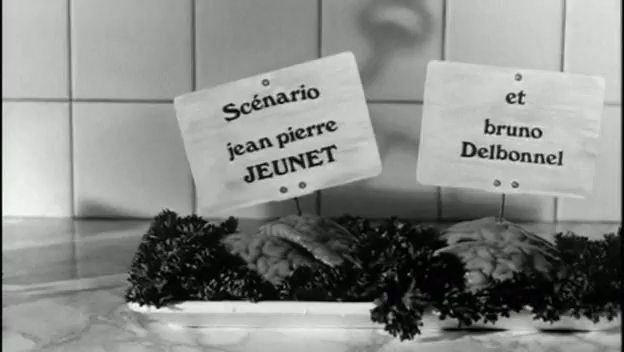 Scénario
jean pierre
JEUNET
et
bruno
Delbonnel